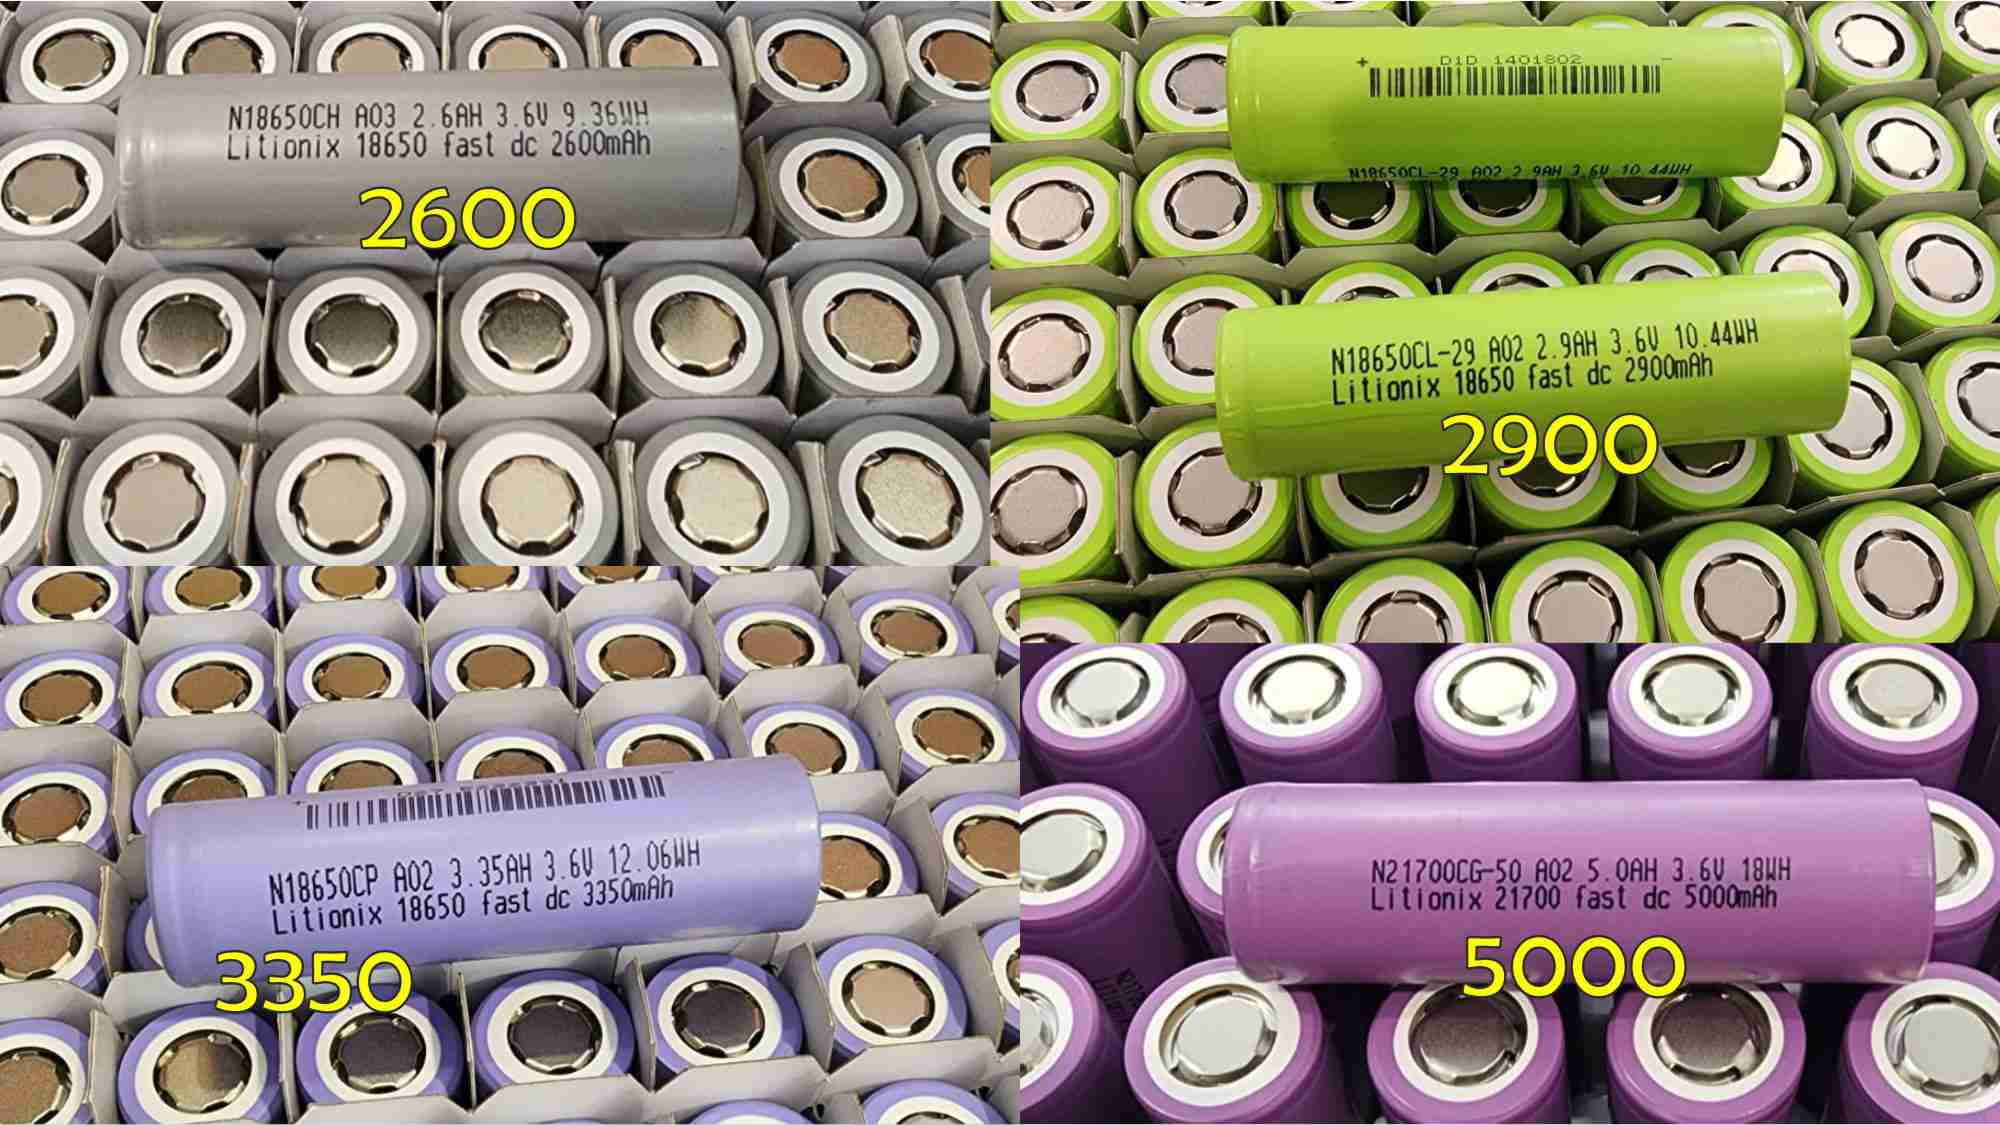 N18650CH A03 2.6AH 3.6V 9.36WH
Litionix 18650 fast dc 2600mAh
2600
+ D1D 1401802 -
N18650CL-29 A02 2.9AH 3.6V 10.44WH
N18650CL-29 A02 2.9AH 3.6V 10.44WH
Litionix 18650 fast dc 2900mAh
2900
N18650CP A02 3.35AH 3.6V 12.06WH
Litionix 18650 fast dc 3350mAh
3350
N21700CG-50 A02 5.0AH 3.6V 18WH
Litionix 21700 fast dc 5000mAh
5000